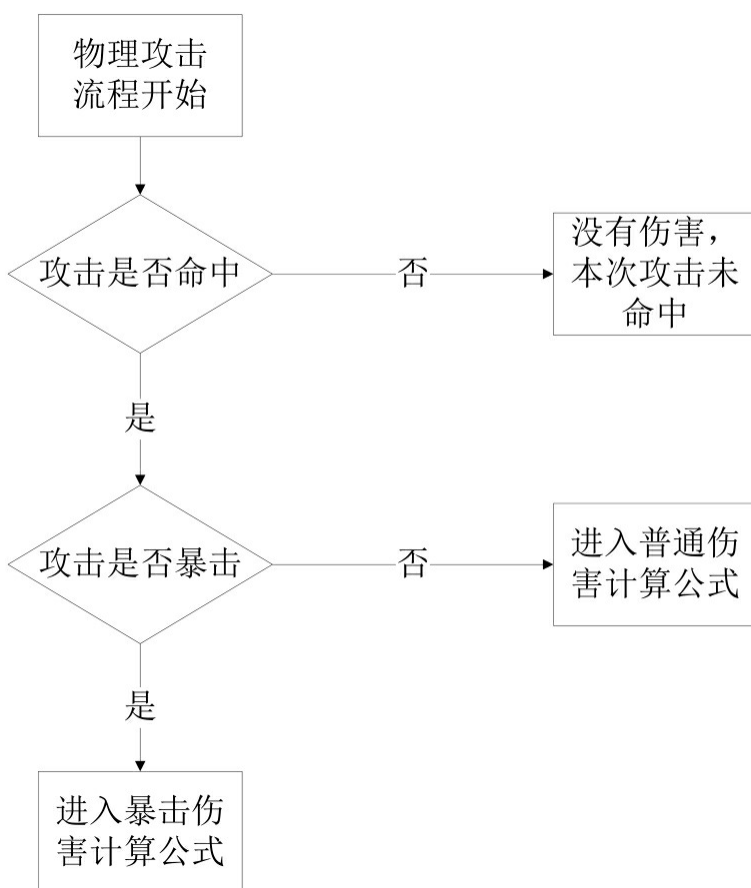 物理攻击
流程开始
攻击是否命中
否
没有伤害，
本次攻击未
命中
是
攻击是否暴击
否
进入普通伤
害计算公式
是
进入暴击伤
害计算公式